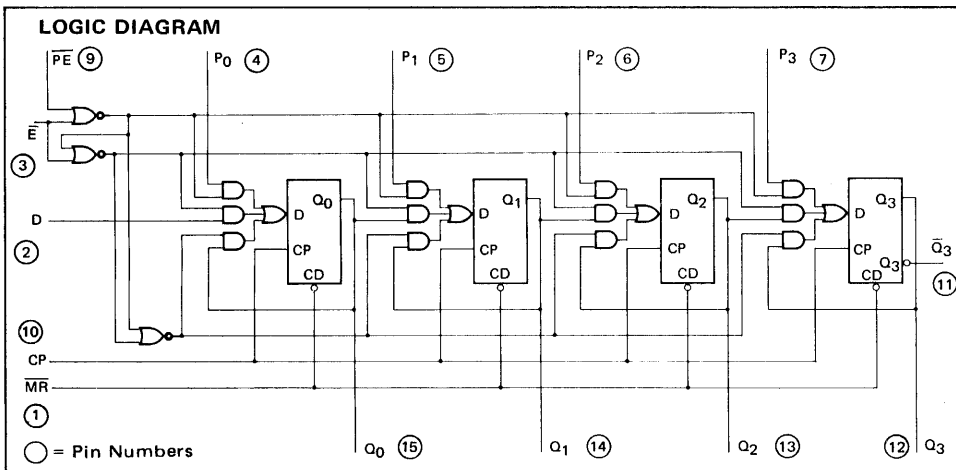 LOGIC DIAGRAM
PE 9 P0 4 P1 5 P2 6 P3 7
E
3
D Q0 D Q1 D Q2 D Q3
D
2
CP CP CP CP
Q3
CD CD CD Q3 CD
11
10
CP
MR
1
○ = Pin Numbers Q0 15 Q1 14 Q2 13 12 Q3